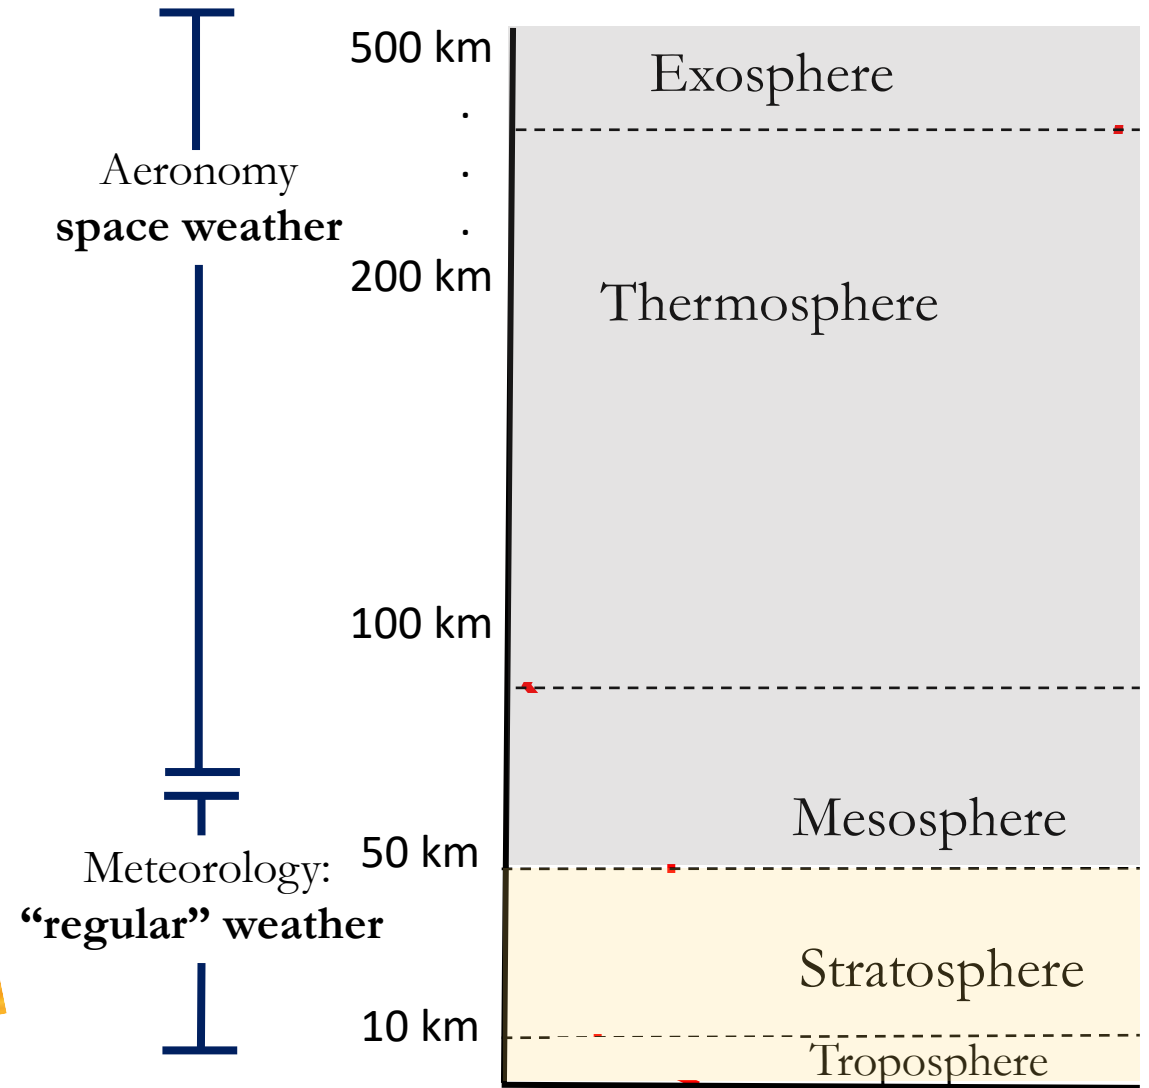 500 km
Exosphere
.
Aeronomy
.
space weather
.
200 km
Thermosphere
100 km
Mesosphere
50 km
Meteorology:
“regular” weather
Stratosphere
10 km
Troposphere